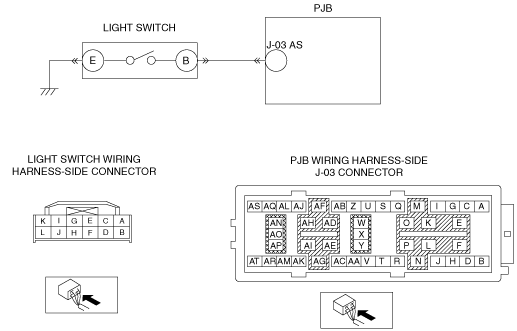 PJB
LIGHT SWITCH
J-03 AS
E B
LIGHT SWITCH WIRING
HARNESS-SIDE CONNECTOR
K I G E C A
L J H F D B
PJB WIRING HARNESS-SIDE
J-03 CONNECTOR
AS AQ AL AJ AF AB Z U S Q M I G C A
AN AH AD W O K E
AO X
AP AI AE Y P L F
AT AR AM AK AG AC AA V T R N J H D B